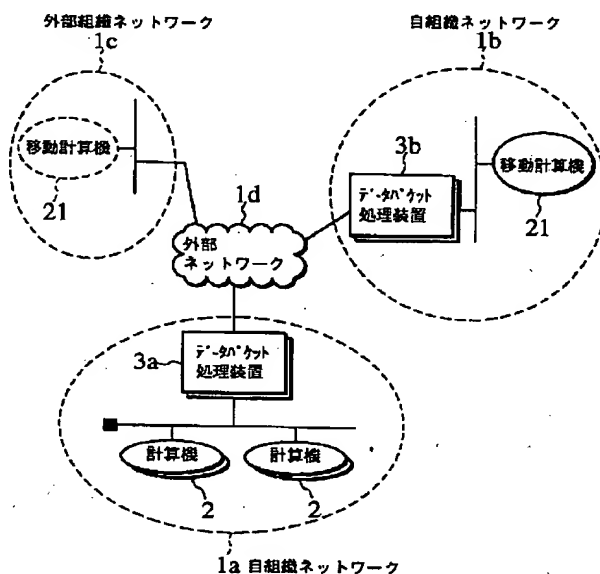 外部組織ネットワーク
1c
自組織ネットワーク
1b
移動計算機
21
3b
データパケット
処理装置
移動計算機
21
1d
外部
ネットワーク
データパケット
処理装置
3a
計算機
計算機
2
2
1a 自組織ネットワーク